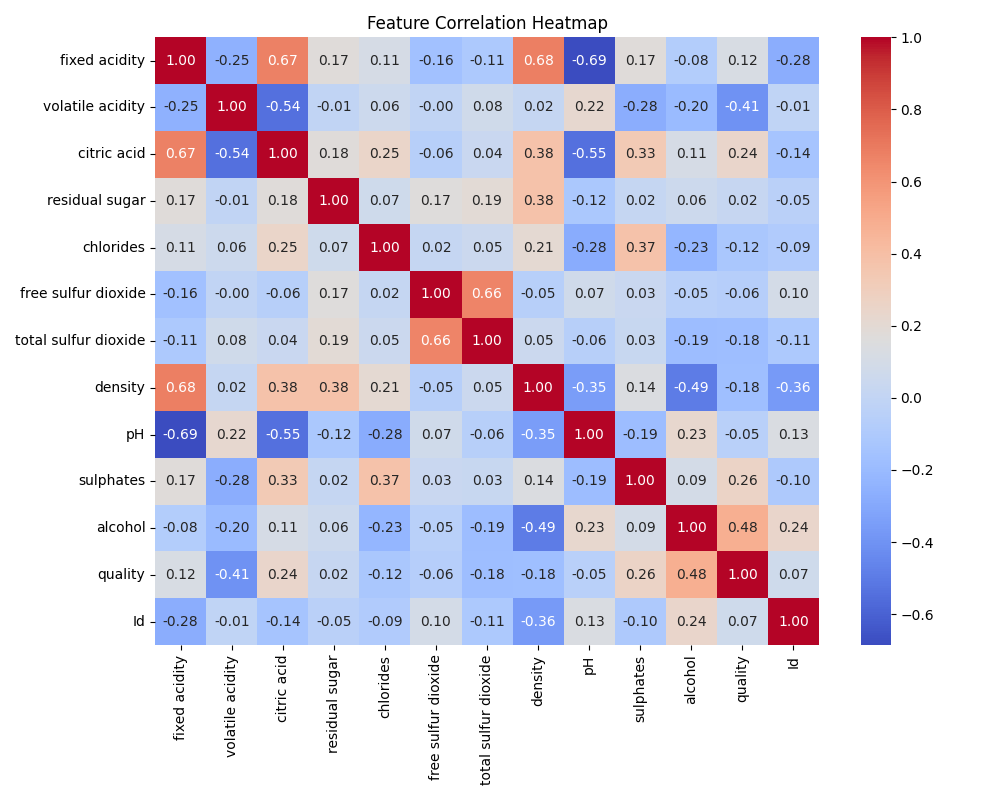 Feature Correlation Heatmap
fixed acidity 1.00 -0.25 0.67 0.17 0.11 -0.16 -0.11 0.68 -0.69 0.17 -0.08 0.12 -0.28
volatile acidity -0.25 1.00 -0.54 -0.01 0.06 -0.00 0.08 0.02 0.22 -0.28 -0.20 -0.41 -0.01
citric acid 0.67 -0.54 1.00 0.18 0.25 -0.06 0.04 0.38 -0.55 0.33 0.11 0.24 -0.14
residual sugar 0.17 -0.01 0.18 1.00 0.07 0.17 0.19 0.38 -0.12 0.02 0.06 0.02 -0.05
chlorides 0.11 0.06 0.25 0.07 1.00 0.02 0.05 0.21 -0.28 0.37 -0.23 -0.12 -0.09
free sulfur dioxide -0.16 -0.00 -0.06 0.17 0.02 1.00 0.66 -0.05 0.07 0.03 -0.05 -0.06 0.10
total sulfur dioxide -0.11 0.08 0.04 0.19 0.05 0.66 1.00 0.05 -0.06 0.03 -0.19 -0.18 -0.11
density 0.68 0.02 0.38 0.38 0.21 -0.05 0.05 1.00 -0.35 0.14 -0.49 -0.18 -0.36
pH -0.69 0.22 -0.55 -0.12 -0.28 0.07 -0.06 -0.35 1.00 -0.19 0.23 -0.05 0.13
sulphates 0.17 -0.28 0.33 0.02 0.37 0.03 0.03 0.14 -0.19 1.00 0.09 0.26 -0.10
alcohol -0.08 -0.20 0.11 0.06 -0.23 -0.05 -0.19 -0.49 0.23 0.09 1.00 0.48 0.24
quality 0.12 -0.41 0.24 0.02 -0.12 -0.06 -0.18 -0.18 -0.05 0.26 0.48 1.00 0.07
Id -0.28 -0.01 -0.14 -0.05 -0.09 0.10 -0.11 -0.36 0.13 -0.10 0.24 0.07 1.00
fixed acidity
volatile acidity
citric acid
residual sugar
chlorides
free sulfur dioxide
total sulfur dioxide
density
pH
sulphates
alcohol
quality
Id
1.0
0.8
0.6
0.4
0.2
0.0
−0.2
−0.4
−0.6